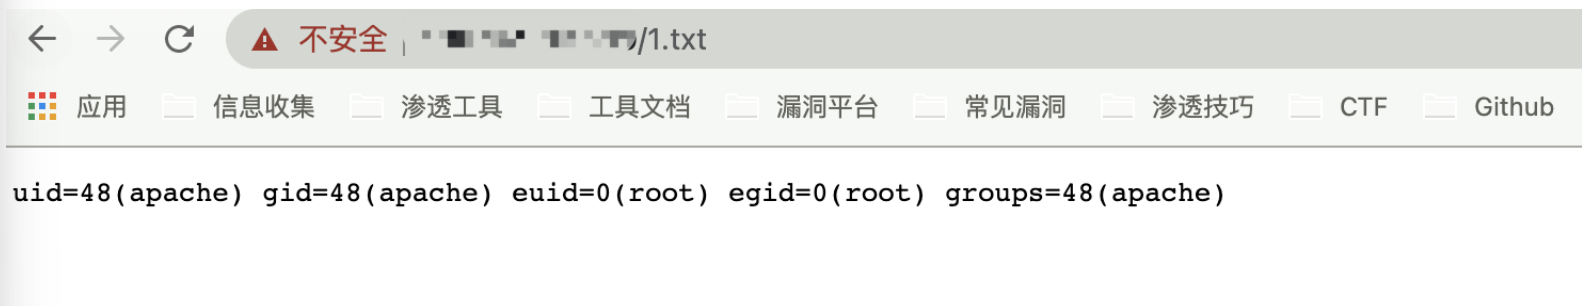 不安全 /1.txt
应用 信息收集 渗透工具 工具文档 漏洞平台 常见漏洞 渗透技巧 CTF Github
uid=48(apache) gid=48(apache) euid=0(root) egid=0(root) groups=48(apache)